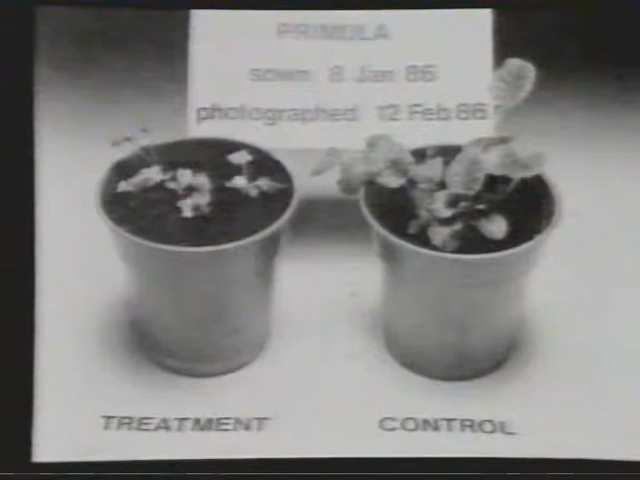 PRIMULA
sown 8 Jan 86
photographed 12 Feb 86
TREATMENT
CONTROL